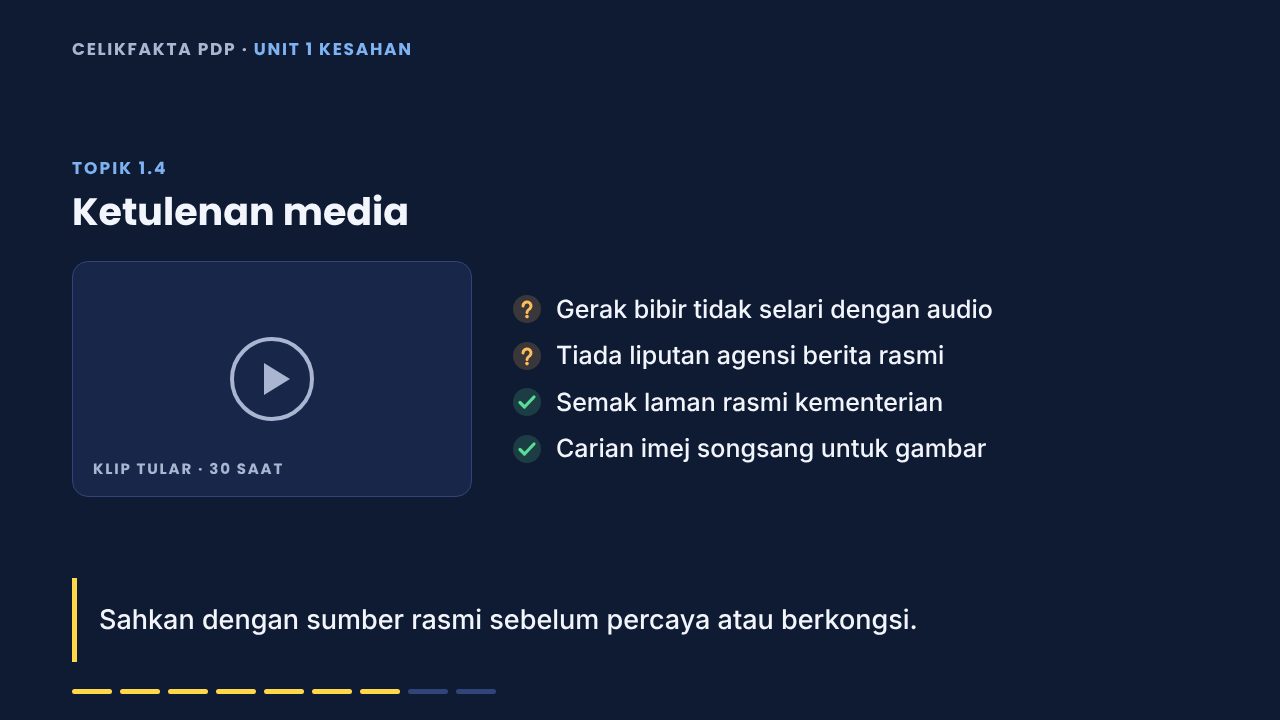 CELIKFAKTA PDP · UNIT 1 KESAHAN
TOPIK 1.4
Ketulenan media
KLIP TULAR · 30 SAAT
? Gerak bibir tidak selari dengan audio
? Tiada liputan agensi berita rasmi
Semak laman rasmi kementerian
Carian imej songsang untuk gambar
Sahkan dengan sumber rasmi sebelum percaya atau berkongsi.